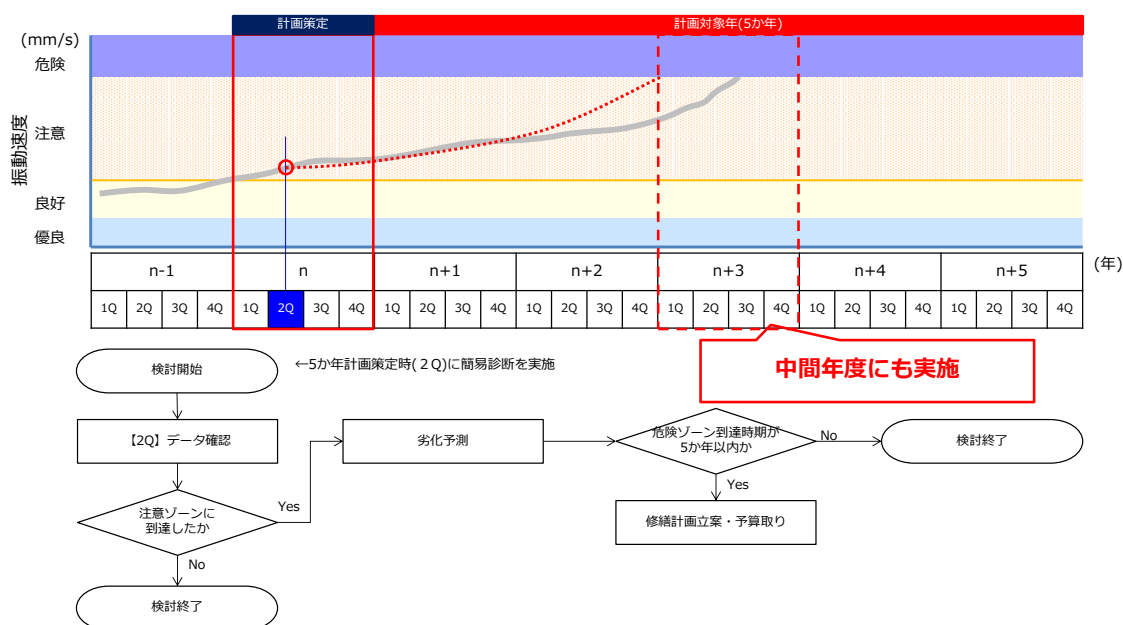 計画策定
計画対象年(5か年)
(mm/s)
危険
注意
良好
優良
振動速度
n-1
n
n+1
n+2
n+3
n+4
n+5
(年)
1Q 2Q 3Q 4Q 1Q 2Q 3Q 4Q 1Q 2Q 3Q 4Q 1Q 2Q 3Q 4Q 1Q 2Q 3Q 4Q 1Q 2Q 3Q 4Q 1Q 2Q 3Q 4Q
検討開始
←5か年計画策定時(２Q)に簡易診断を実施
中間年度にも実施
【2Q】データ確認
劣化予測
危険ゾーン到達時期が
5か年以内か
No
検討終了
Yes
注意ゾーンに
到達したか
Yes
修繕計画立案・予算取り
No
検討終了